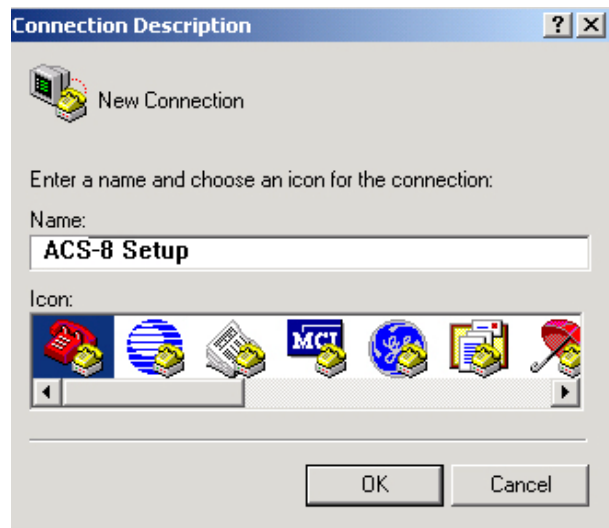 Connection Description
New Connection
Enter a name and choose an icon for the connection:
Name:
ACS-8 Setup
Icon:
MCI
OK
Cancel